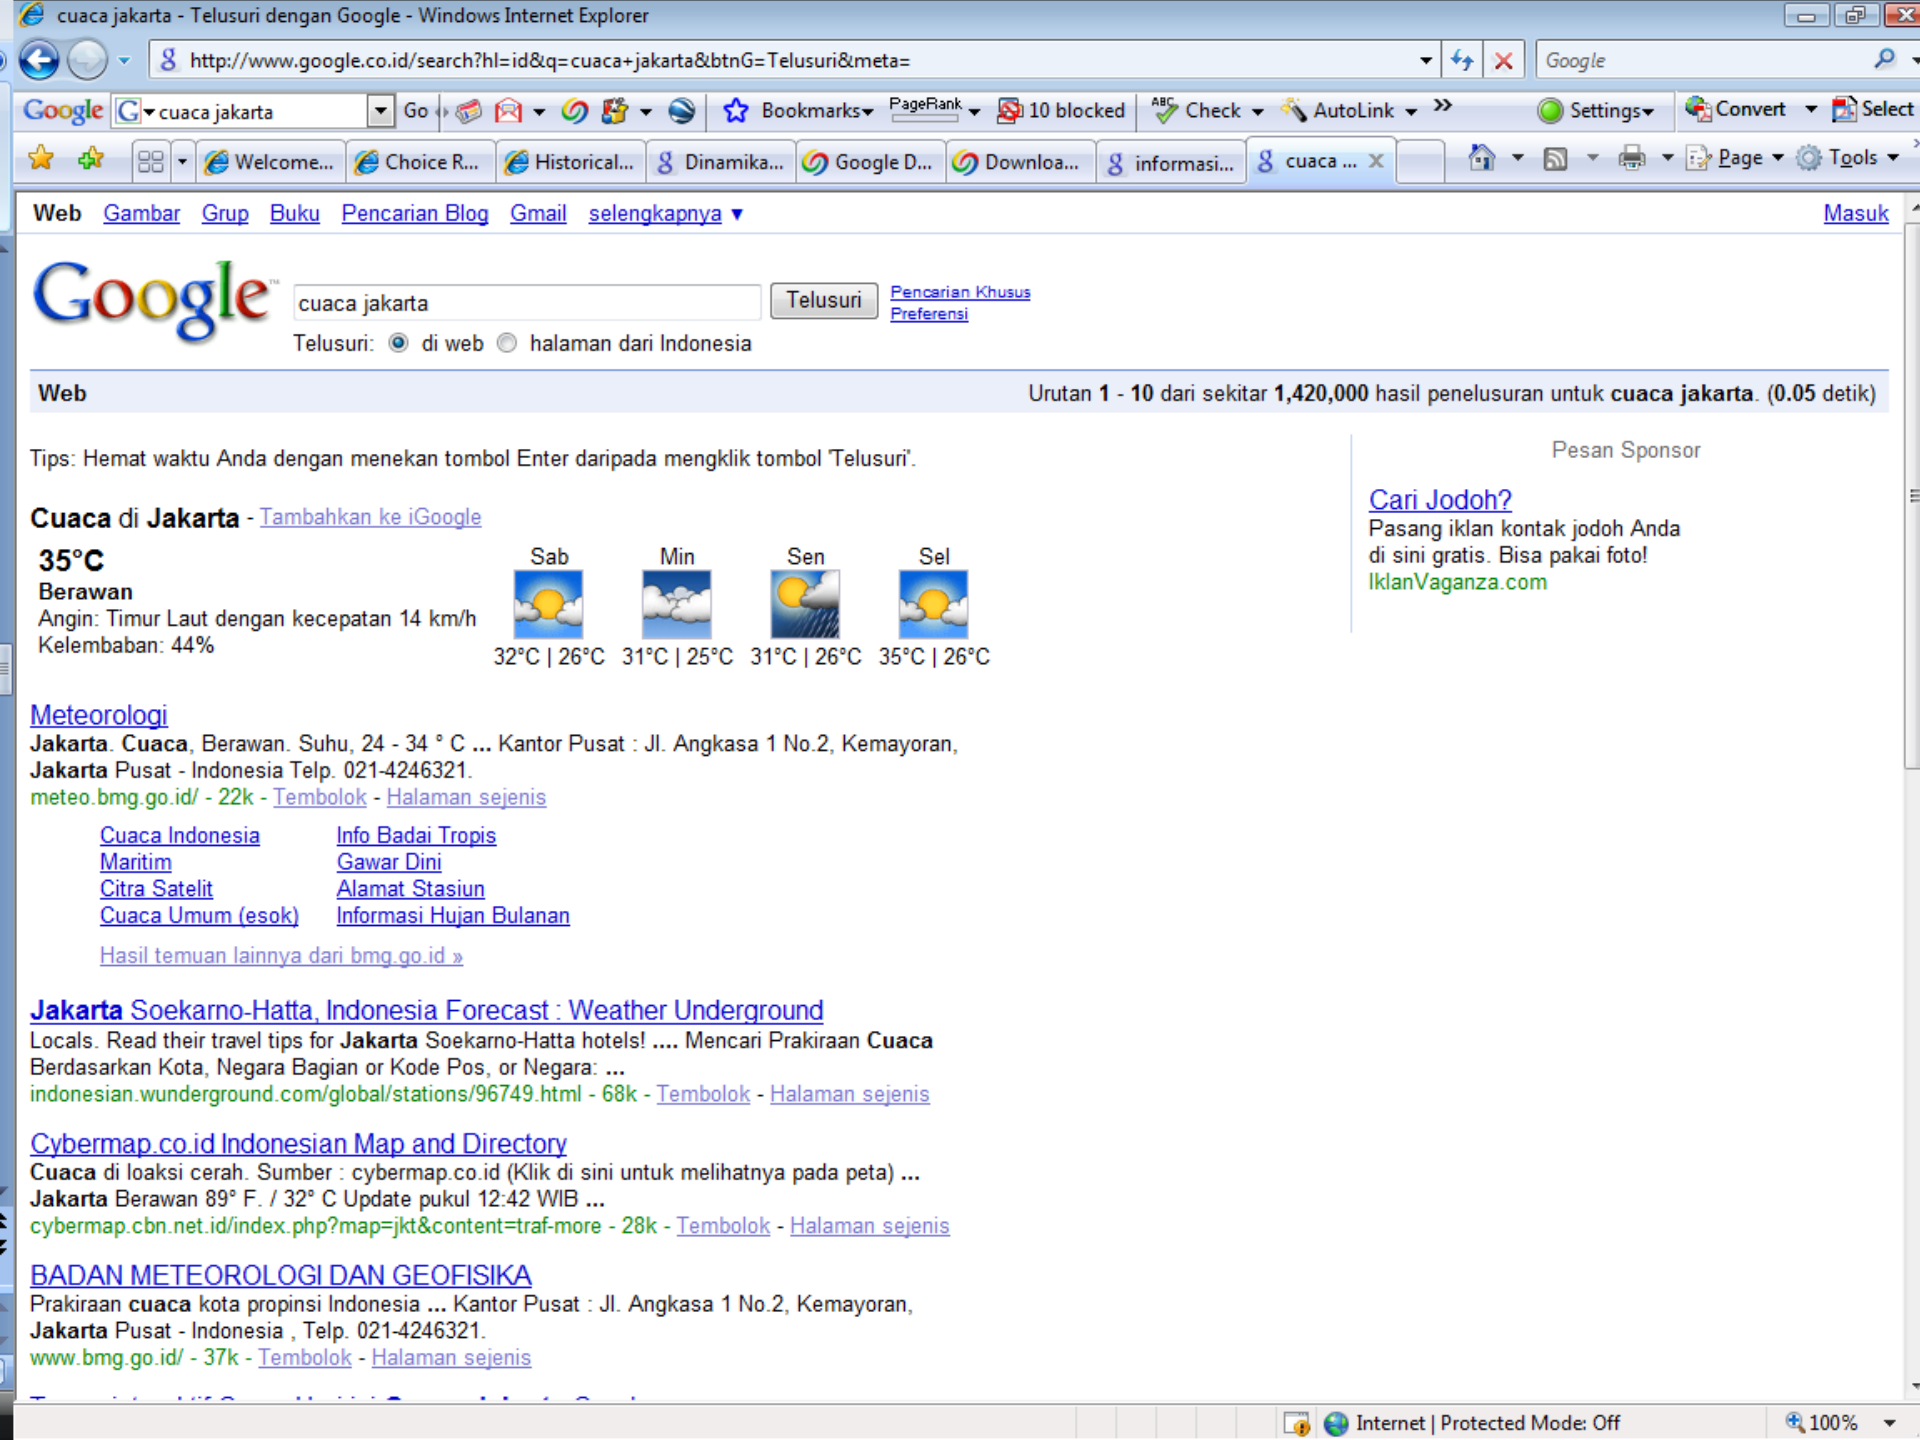 cuaca jakarta - Telusuri dengan Google - Windows Internet Explorer
http://www.google.co.id/search?hl=id&q=cuaca+jakarta&btnG=Telusuri&meta=
Google
Google G cuaca jakarta Go Bookmarks PageRank 10 blocked ABC Check AutoLink » Settings Convert Select
Welcome... Choice R... Historical... Dinamika... Google D... Downloa... informasi... cuaca ... Page Tools
Web Gambar Grup Buku Pencarian Blog Gmail selengkapnya ▼ Masuk
Google™ cuaca jakarta Telusuri Pencarian Khusus
Preferensi
Telusuri: di web halaman dari Indonesia
Web Urutan 1 - 10 dari sekitar 1,420,000 hasil penelusuran untuk cuaca jakarta. (0.05 detik)
Tips: Hemat waktu Anda dengan menekan tombol Enter daripada mengklik tombol 'Telusuri'.
Cuaca di Jakarta - Tambahkan ke iGoogle
35°C
Berawan
Angin: Timur Laut dengan kecepatan 14 km/h
Kelembaban: 44%
Sab Min Sen Sel
32°C | 26°C 31°C | 25°C 31°C | 26°C 35°C | 26°C
Pesan Sponsor
Cari Jodoh?
Pasang iklan kontak jodoh Anda
di sini gratis. Bisa pakai foto!
IklanVaganza.com
Meteorologi
Jakarta. Cuaca, Berawan. Suhu, 24 - 34 ° C ... Kantor Pusat : Jl. Angkasa 1 No.2, Kemayoran,
Jakarta Pusat - Indonesia Telp. 021-4246321.
meteo.bmg.go.id/ - 22k - Tembolok - Halaman sejenis
Cuaca Indonesia Info Badai Tropis
Maritim Gawar Dini
Citra Satelit Alamat Stasiun
Cuaca Umum (esok) Informasi Hujan Bulanan
Hasil temuan lainnya dari bmg.go.id »
Jakarta Soekarno-Hatta, Indonesia Forecast : Weather Underground
Locals. Read their travel tips for Jakarta Soekarno-Hatta hotels! .... Mencari Prakiraan Cuaca
Berdasarkan Kota, Negara Bagian or Kode Pos, or Negara: ...
indonesian.wunderground.com/global/stations/96749.html - 68k - Tembolok - Halaman sejenis
Cybermap.co.id Indonesian Map and Directory
Cuaca di loaksi cerah. Sumber : cybermap.co.id (Klik di sini untuk melihatnya pada peta) ...
Jakarta Berawan 89° F. / 32° C Update pukul 12:42 WIB ...
cybermap.cbn.net.id/index.php?map=jkt&content=traf-more - 28k - Tembolok - Halaman sejenis
BADAN METEOROLOGI DAN GEOFISIKA
Prakiraan cuaca kota propinsi Indonesia ... Kantor Pusat : Jl. Angkasa 1 No.2, Kemayoran,
Jakarta Pusat - Indonesia , Telp. 021-4246321.
www.bmg.go.id/ - 37k - Tembolok - Halaman sejenis
Internet | Protected Mode: Off 100%